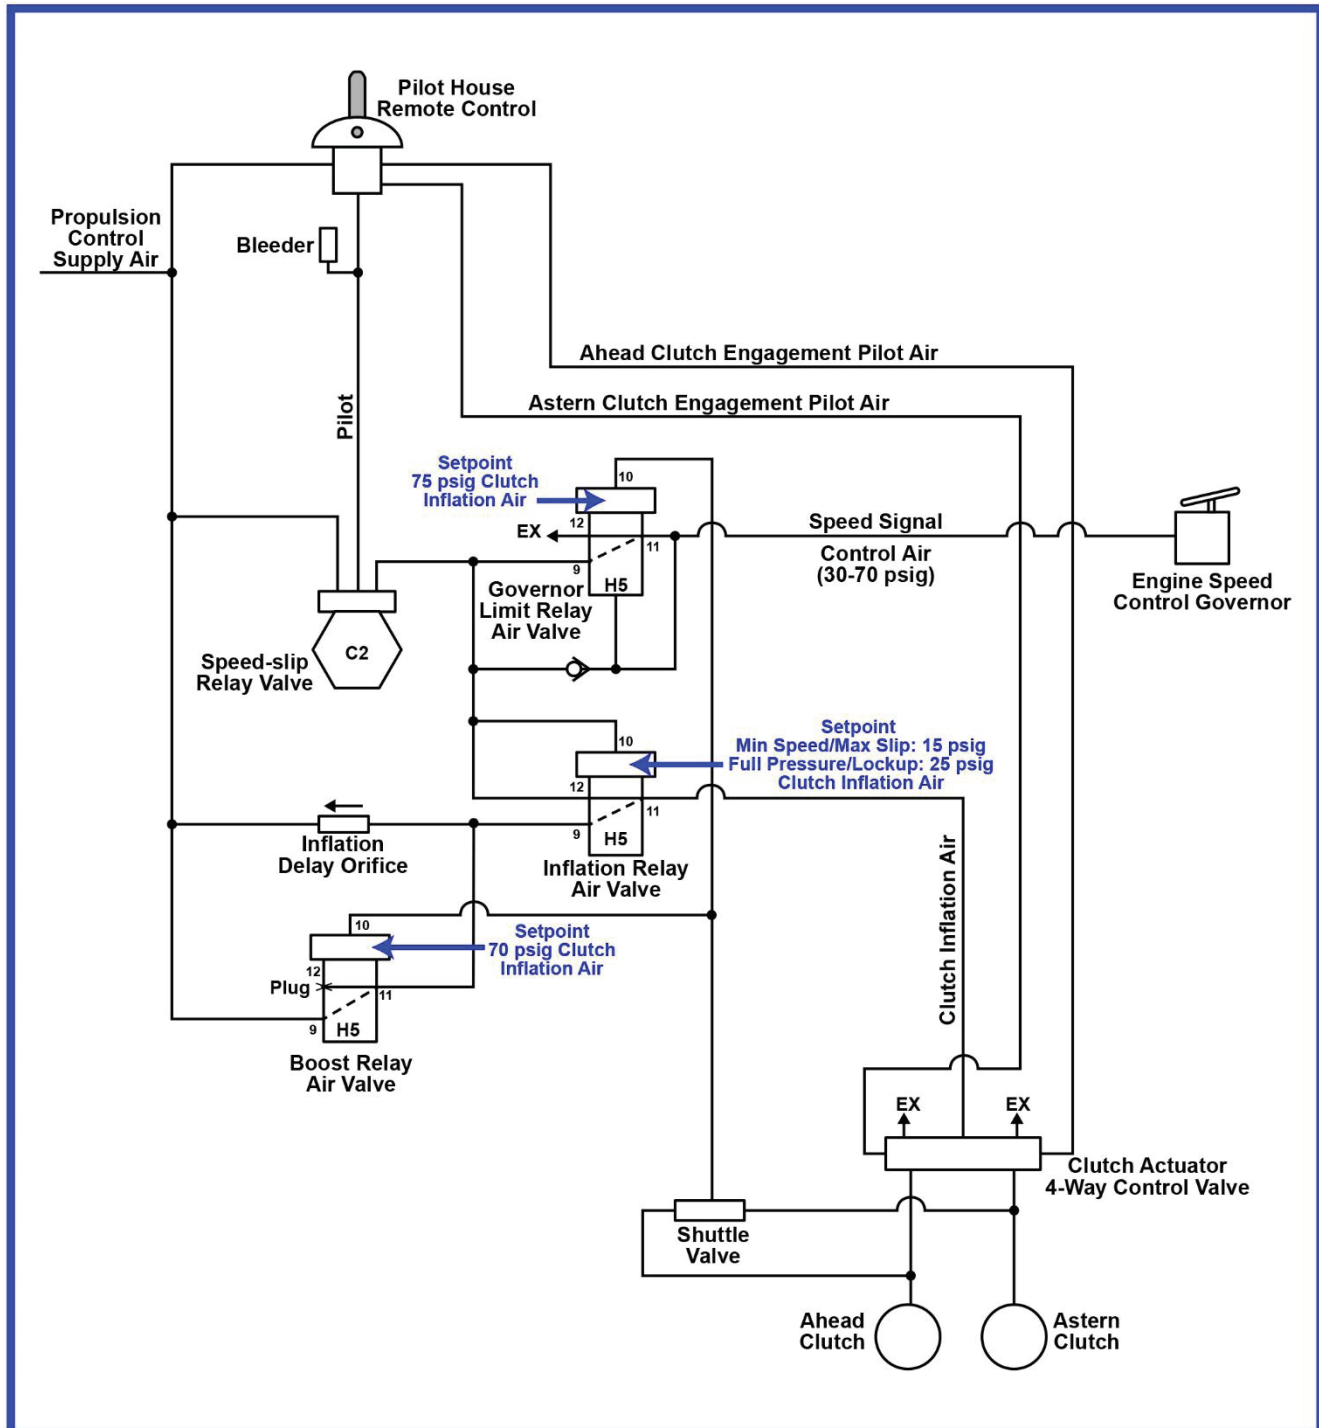 Pilot House
Remote Control
Propulsion
Control
Supply Air
Bleeder
Ahead Clutch Engagement Pilot Air
Astern Clutch Engagement Pilot Air
Pilot
Setpoint
75 psig Clutch
Inflation Air
10
12
EX
11
9
H5
Governor
Limit Relay
Air Valve
Speed Signal
Control Air
(30-70 psig)
Engine Speed
Control Governor
C2
Speed-slip
Relay Valve
Setpoint
Min Speed/Max Slip: 15 psig
Full Pressure/Lockup: 25 psig
Clutch Inflation Air
10
12
11
9
H5
Inflation Relay
Air Valve
Inflation
Delay Orifice
Setpoint
70 psig Clutch
Inflation Air
10
12
Plug
11
9
H5
Boost Relay
Air Valve
Clutch Inflation Air
EX
EX
Clutch Actuator
4-Way Control Valve
Shuttle
Valve
Ahead
Clutch
Astern
Clutch